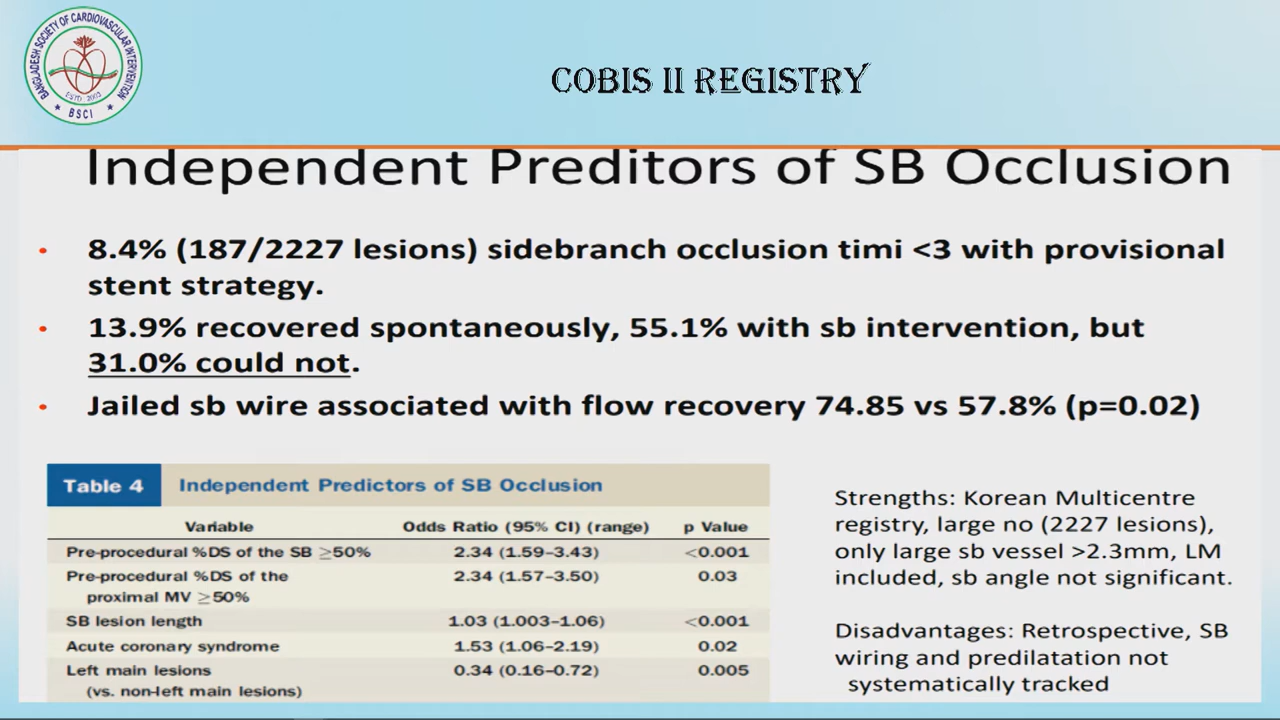 BANGLADESH SOCIETY OF CARDIOVASCULAR INTERVENTION
ESTD : 2003
BSCI
COBIS II REGISTRY
Independent Preditors of SB Occlusion
• 8.4% (187/2227 lesions) sidebranch occlusion timi <3 with provisional
stent strategy.
• 13.9% recovered spontaneously, 55.1% with sb intervention, but
31.0% could not.
• Jailed sb wire associated with flow recovery 74.85 vs 57.8% (p=0.02)
Table 4 Independent Predictors of SB Occlusion
Variable Odds Ratio (95% CI) (range) p Value
Pre-procedural %DS of the SB ≥50% 2.34 (1.59–3.43) <0.001
Pre-procedural %DS of the 2.34 (1.57–3.50) 0.03
proximal MV ≥50%
SB lesion length 1.03 (1.003–1.06) <0.001
Acute coronary syndrome 1.53 (1.06–2.19) 0.02
Left main lesions 0.34 (0.16–0.72) 0.005
(vs. non-left main lesions)
Strengths: Korean Multicentre
registry, large no (2227 lesions),
only large sb vessel >2.3mm, LM
included, sb angle not significant.
Disadvantages: Retrospective, SB
wiring and predilatation not
systematically tracked